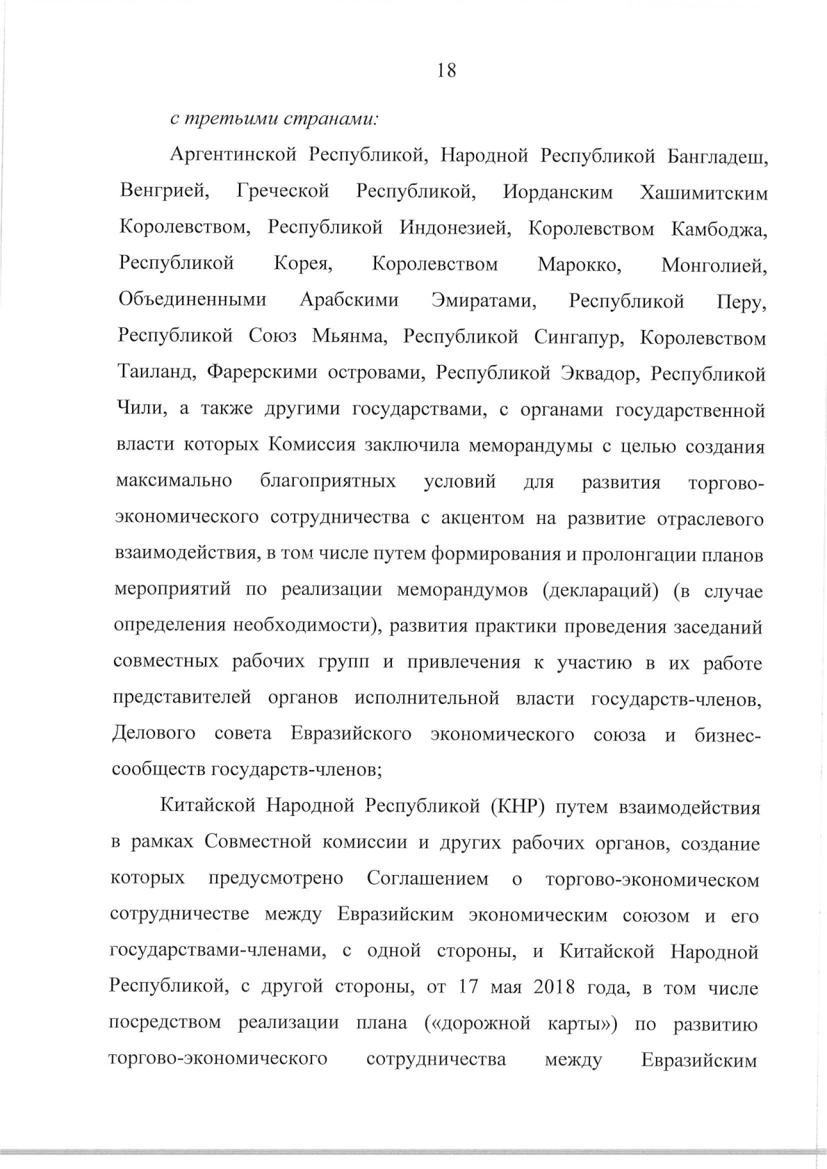 18
с третьими странами:
Аргентинской Республикой, Народной Республикой Бангладеш,
Венгрией, Греческой Республикой, Иорданским Хашимитским
Королевством, Республикой Индонезией, Королевством Камбоджа,
Республикой Корея, Королевством Марокко, Монголией,
Объединенными Арабскими Эмиратами, Республикой Перу,
Республикой Союз Мьянма, Республикой Сингапур, Королевством
Таиланд, Фарерскими островами, Республикой Эквадор, Республикой
Чили, а также другими государствами, с органами государственной
власти которых Комиссия заключила меморандумы с целью создания
максимально благоприятных условий для развития торгово-
экономического сотрудничества с акцентом на развитие отраслевого
взаимодействия, в том числе путем формирования и пролонгации планов
мероприятий по реализации меморандумов (деклараций) (в случае
определения необходимости), развития практики проведения заседаний
совместных рабочих групп и привлечения к участию в их работе
представителей органов исполнительной власти государств-членов,
Делового совета Евразийского экономического союза и бизнес-
сообществ государств-членов;
Китайской Народной Республикой (КНР) путем взаимодействия
в рамках Совместной комиссии и других рабочих органов, создание
которых предусмотрено Соглашением о торгово-экономическом
сотрудничестве между Евразийским экономическим союзом и его
государствами-членами, с одной стороны, и Китайской Народной
Республикой, с другой стороны, от 17 мая 2018 года, в том числе
посредством реализации плана («дорожной карты») по развитию
торгово-экономического сотрудничества между Евразийским